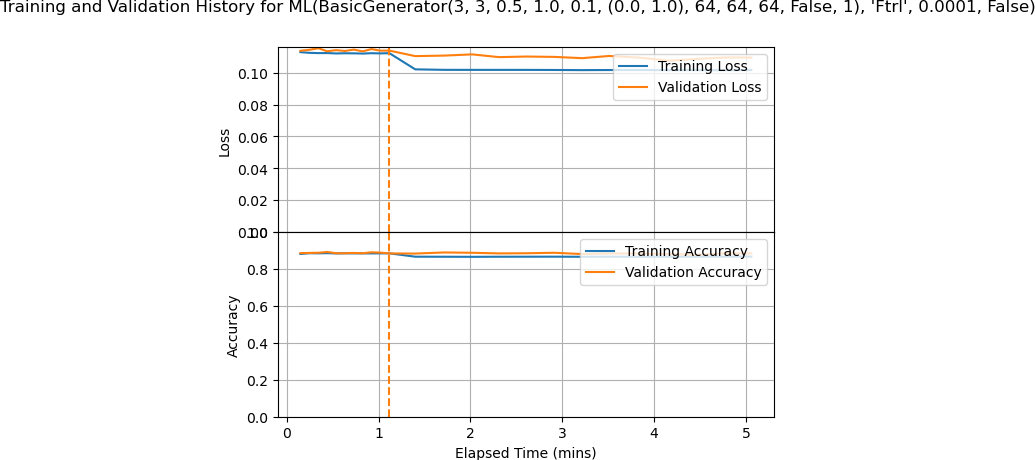 Training and Validation History for ML(BasicGenerator(3, 3, 0.5, 1.0, 0.1, (0.0, 1.0), 64, 64, 64, False, 1), 'Ftrl', 0.0001, False)
0.10
0.08
0.06
0.04
0.02
0.00
Loss
Training Loss
Validation Loss
1.0
0.8
0.6
0.4
0.2
0.0
Accuracy
Training Accuracy
Validation Accuracy
0 1 2 3 4 5
Elapsed Time (mins)